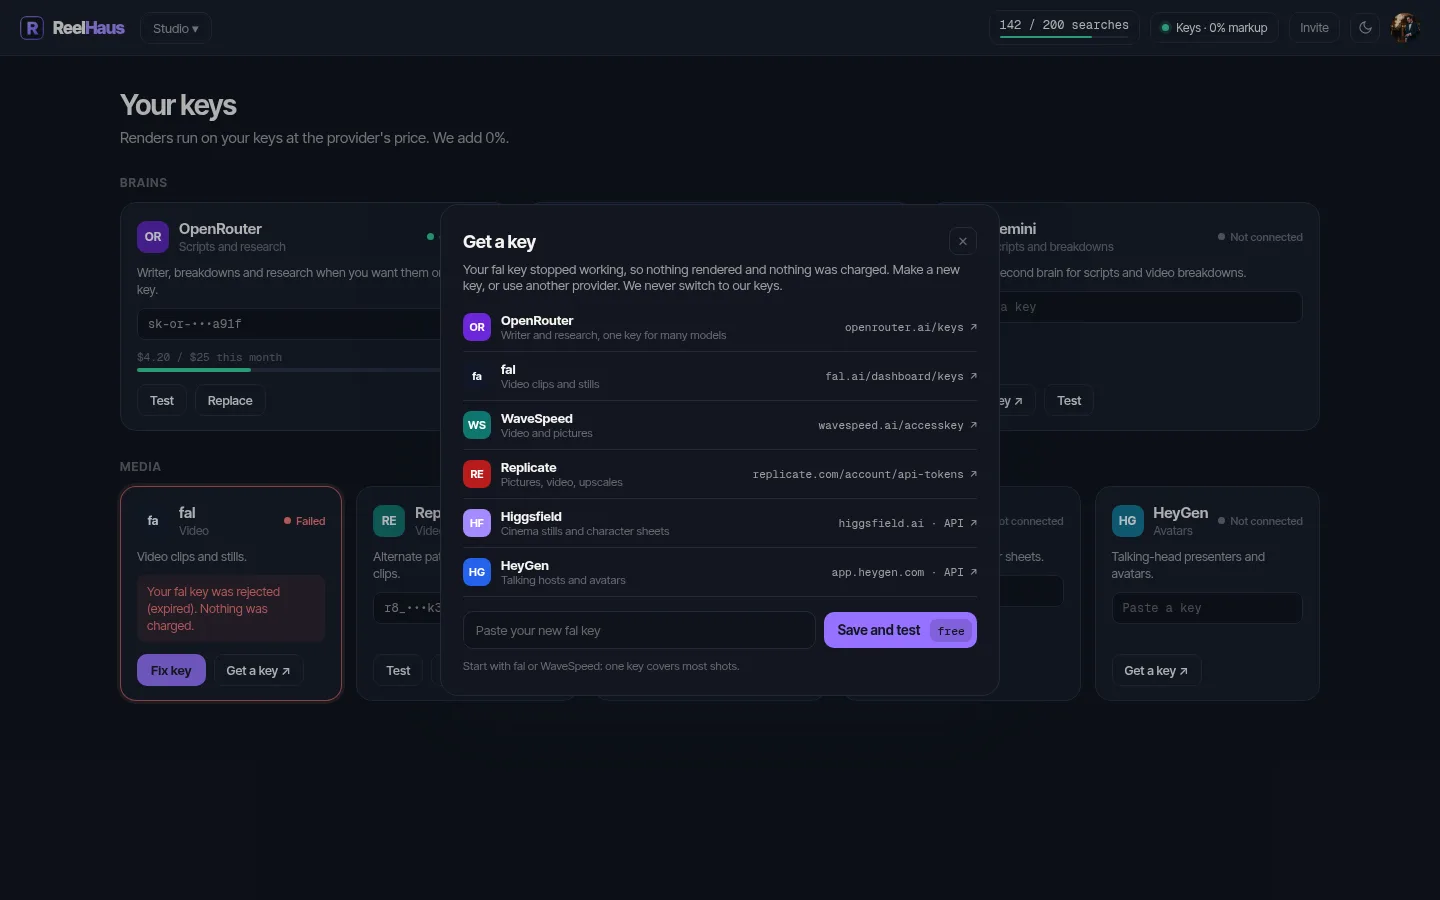 R ReelHaus
Studio ▾
142 / 200 searches
Keys · 0% markup
Invite
Your keys
Renders run on your keys at the provider's price. We add 0%.
BRAINS
OR
OpenRouter
Scripts and research
Writer, breakdowns and research when you want them on
key.
sk-or-···a91f
$4.20 / $25 this month
Test
Replace
emini
cripts and breakdowns
Not connected
econd brain for scripts and video breakdowns.
a key
ey ↗
Test
Get a key
×
Your fal key stopped working, so nothing rendered and nothing was charged. Make a new
key, or use another provider. We never switch to our keys.
OR
OpenRouter
Writer and research, one key for many models
openrouter.ai/keys ↗
fa
fal
Video clips and stills
fal.ai/dashboard/keys ↗
WS
WaveSpeed
Video and pictures
wavespeed.ai/accesskey ↗
RE
Replicate
Pictures, video, upscales
replicate.com/account/api-tokens ↗
HF
Higgsfield
Cinema stills and character sheets
higgsfield.ai · API ↗
HG
HeyGen
Talking hosts and avatars
app.heygen.com · API ↗
Paste your new fal key
Save and test free
Start with fal or WaveSpeed: one key covers most shots.
MEDIA
fa
fal
Video
Failed
Video clips and stills.
Your fal key was rejected
(expired). Nothing was
charged.
Fix key
Get a key ↗
RE
Rep
Vide
Alternate pat
clips.
r8_···k3
Test
ot connected
r sheets.
HG
HeyGen
Avatars
Not connected
Talking-head presenters and
avatars.
Paste a key
Get a key ↗